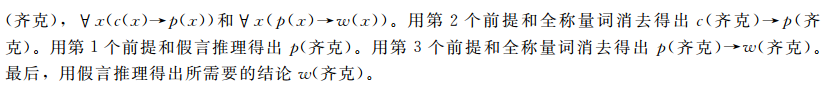 (齐克)，∀x(c(x)→p(x))和∀x(p(x)→w(x))。用第2个前提和全称量词消去得出c(齐克)→p(齐
克)。用第1个前提和假言推理得出p(齐克)。用第3个前提和全称量词消去得出p(齐克)→w(齐克)。
最后，用假言推理得出所需要的结论w(齐克)。